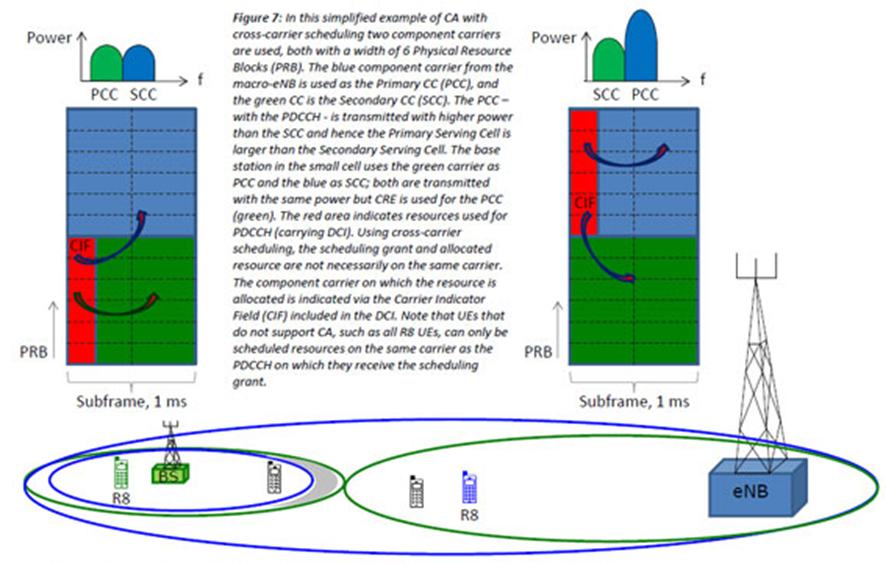 Power
f
PCC SCC
CIF
PRB
Subframe, 1 ms
Figure 7: In this simplified example of CA with
cross-carrier scheduling two component carriers
are used, both with a width of 6 Physical Resource
Blocks (PRB). The blue component carrier from the
macro-eNB is used as the Primary CC (PCC), and
the green CC is the Secondary CC (SCC). The PCC –
with the PDCCH - is transmitted with higher power
than the SCC and hence the Primary Serving Cell is
larger than the Secondary Serving Cell. The base
station in the small cell uses the green carrier as
PCC and the blue as SCC; both are transmitted
with the same power but CRE is used for the PCC
(green). The red area indicates resources used for
PDCCH (carrying DCI). Using cross-carrier
scheduling, the scheduling grant and allocated
resource are not necessarily on the same carrier.
The component carrier on which the resource is
allocated is indicated via the Carrier Indicator
Field (CIF) included in the DCI. Note that UEs that
do not support CA, such as all R8 UEs, can only be
scheduled resources on the same carrier as the
PDCCH on which they receive the scheduling
grant.
Power
f
SCC PCC
CIF
PRB
Subframe, 1 ms
R8
BS
R8
eNB